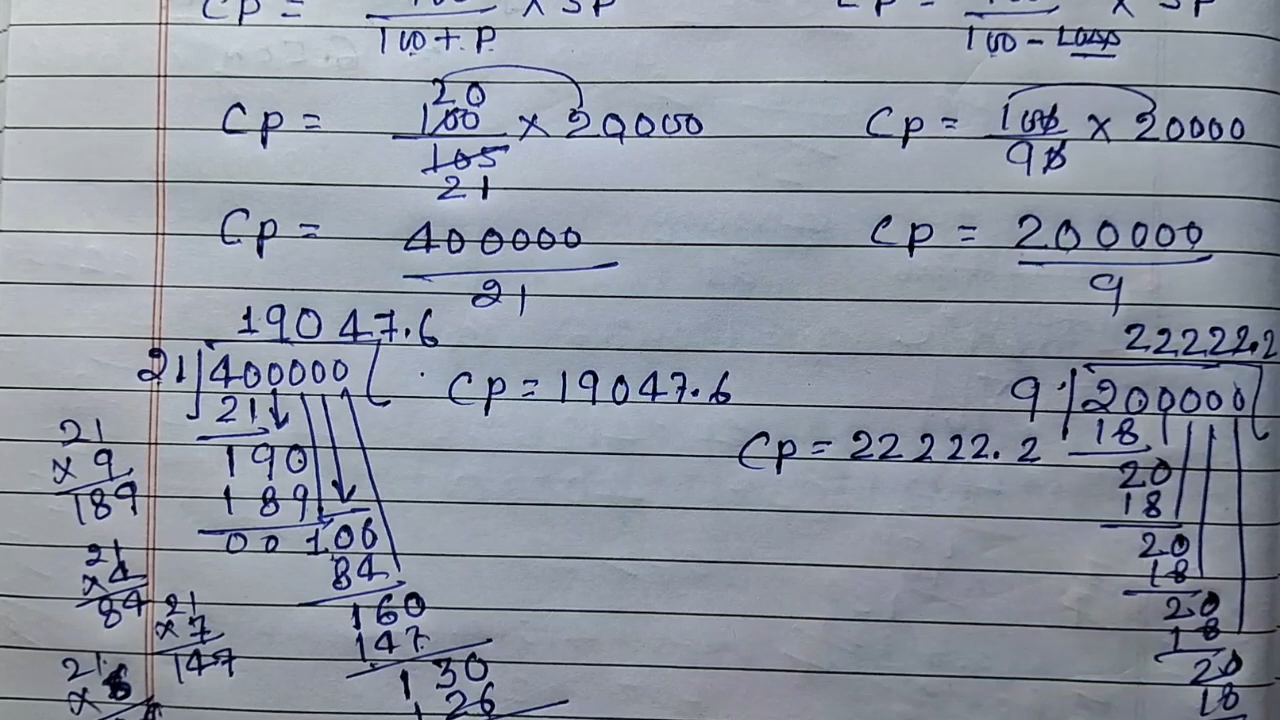 Cp = 100 × SP Cp = 100 × SP
100 + P 100 - Loss
20
Cp = 100 × 20000 Cp = 100 × 20000
105 90
21
Cp = 400000 Cp = 200000
21 9
19047.6 22222.2
21 400000 Cp = 19047.6 9 200000
21 21 Cp = 22222.2 18
× 9 190 20
189 189 18
00100 20
21 84 18
× 4 160 20
84 21 147 18
× 7 130 20
147 126 18
21
× 6